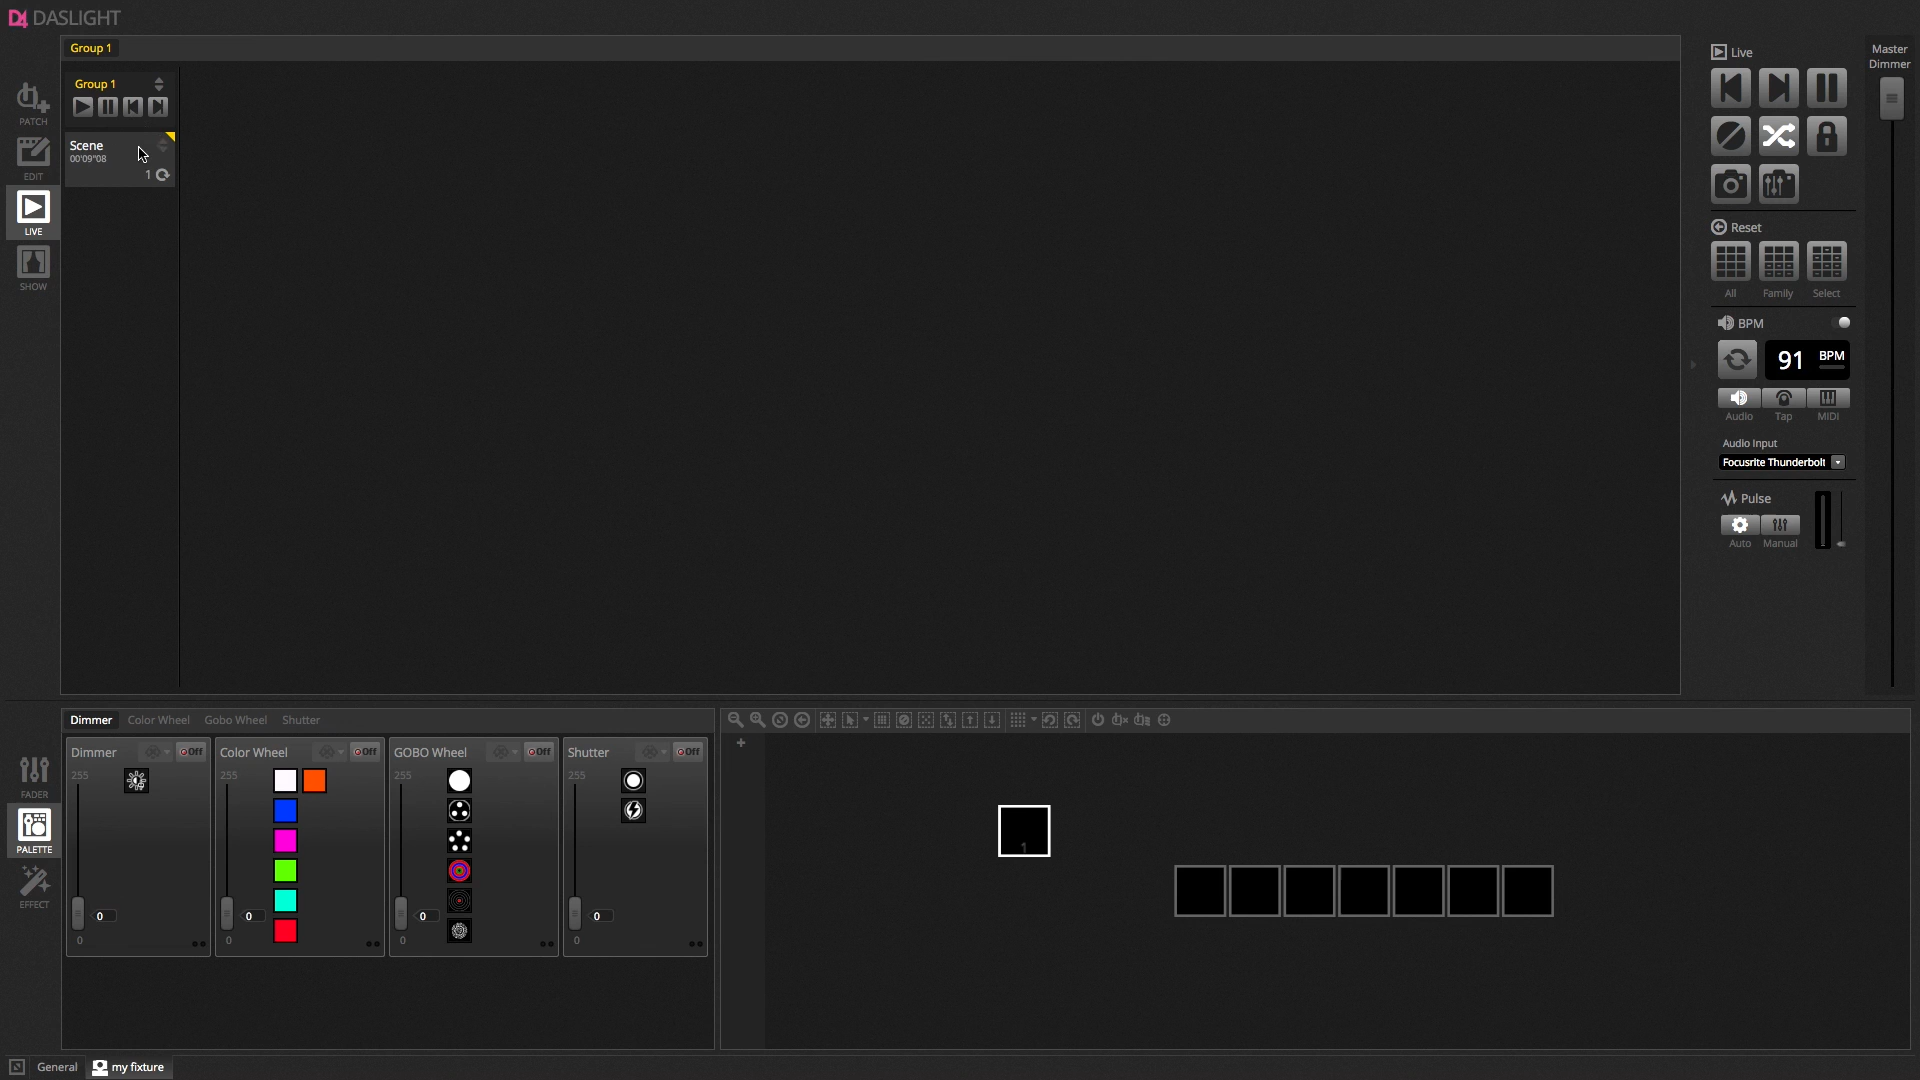 D4 DASLIGHT
Group 1
Group 1
Scene
00'09"08
1
PATCH
EDIT
LIVE
SHOW
Live
Master
Dimmer
Reset
All Family Select
BPM
91 BPM
Audio Tap MIDI
Audio Input
Focusrite Thunderbolt
Pulse
Auto Manual
FADER
PALETTE
EFFECT
Dimmer Color Wheel Gobo Wheel Shutter
Dimmer Off Color Wheel Off GOBO Wheel Off Shutter Off
255 255 255 255
0 0 0 0
0 0 0 0
1
General my fixture